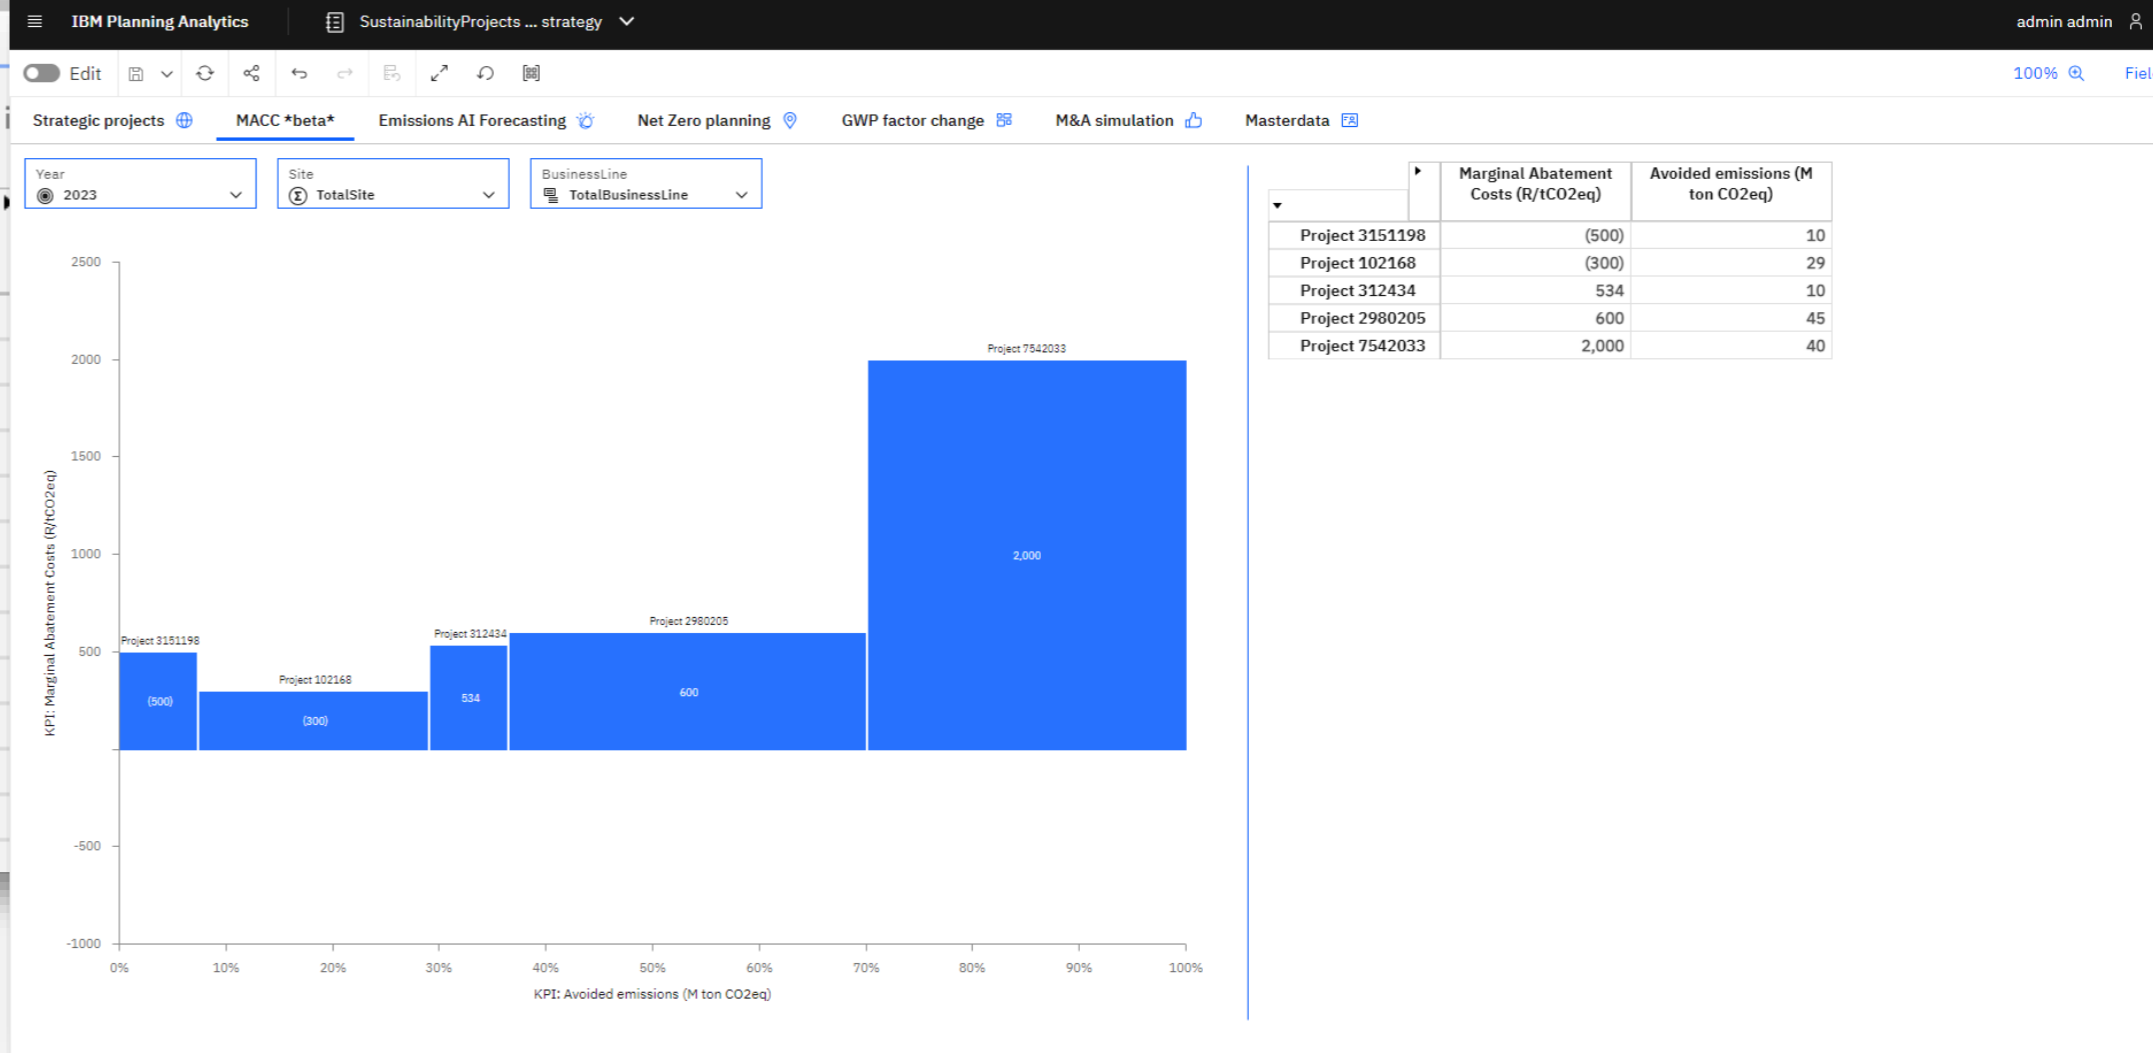 IBM Planning Analytics
SustainabilityProjects ... strategy
admin admin
Edit
100%
Strategic projects
MACC *beta*
Emissions AI Forecasting
Net Zero planning
GWP factor change
M&A simulation
Masterdata
Year
2023
Site
TotalSite
BusinessLine
TotalBusinessLine
KPI: Marginal Abatement Costs (R/tCO2eq)
2500
2000
1500
1000
500
-500
-1000
Project 3151198
(500)
Project 102168
(300)
Project 312434
534
Project 2980205
600
Project 7542033
2,000
0% 10% 20% 30% 40% 50% 60% 70% 80% 90% 100%
KPI: Avoided emissions (M ton CO2eq)
Marginal Abatement
Costs (R/tCO2eq)
Avoided emissions (M
ton CO2eq)
Project 3151198 (500) 10
Project 102168 (300) 29
Project 312434 534 10
Project 2980205 600 45
Project 7542033 2,000 40